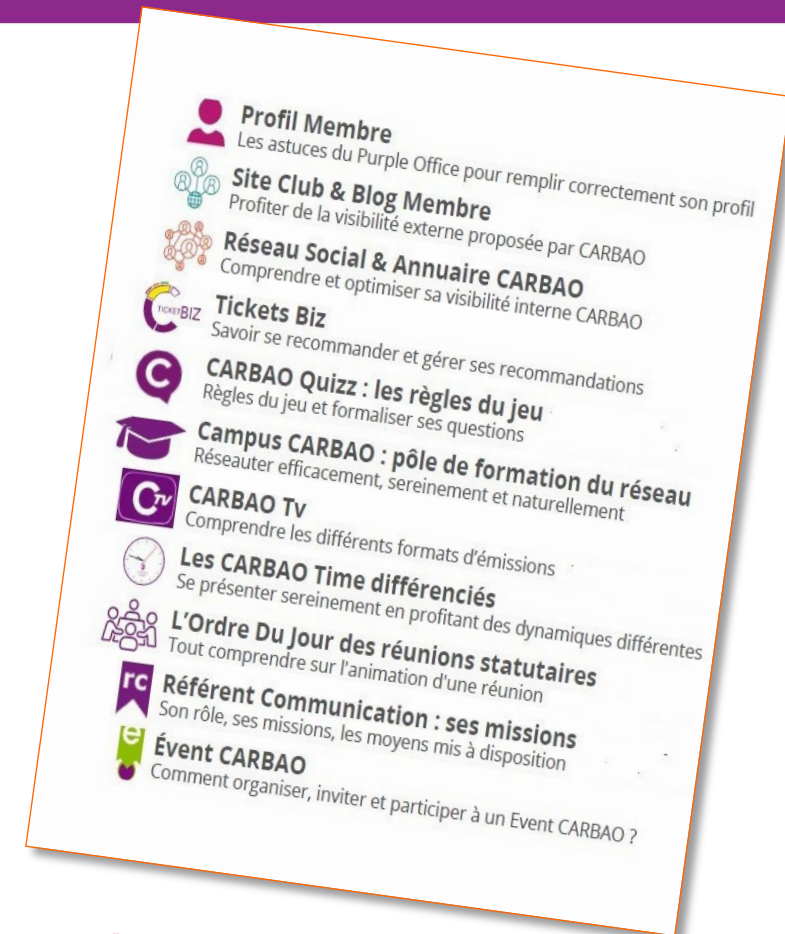 Profil Membre
Les astuces du Purple Office pour remplir correctement son profil
Site Club & Blog Membre
Profiter de la visibilité externe proposée par CARBAO
Réseau Social & Annuaire CARBAO
Comprendre et optimiser sa visibilité interne CARBAO
TICKETBIZ
Tickets Biz
Savoir se recommander et gérer ses recommandations
C
CARBAO Quizz : les règles du jeu
Règles du jeu et formaliser ses questions
Campus CARBAO : pôle de formation du réseau
Réseauter efficacement, sereinement et naturellement
CTV
CARBAO Tv
Comprendre les différents formats d'émissions
Les CARBAO Time différenciés
Se présenter sereinement en profitant des dynamiques différentes
L'Ordre Du Jour des réunions statutaires
Tout comprendre sur l'animation d'une réunion
rc
Référent Communication : ses missions
Son rôle, ses missions, les moyens mis à disposition
e
Évent CARBAO
Comment organiser, inviter et participer à un Event CARBAO ?